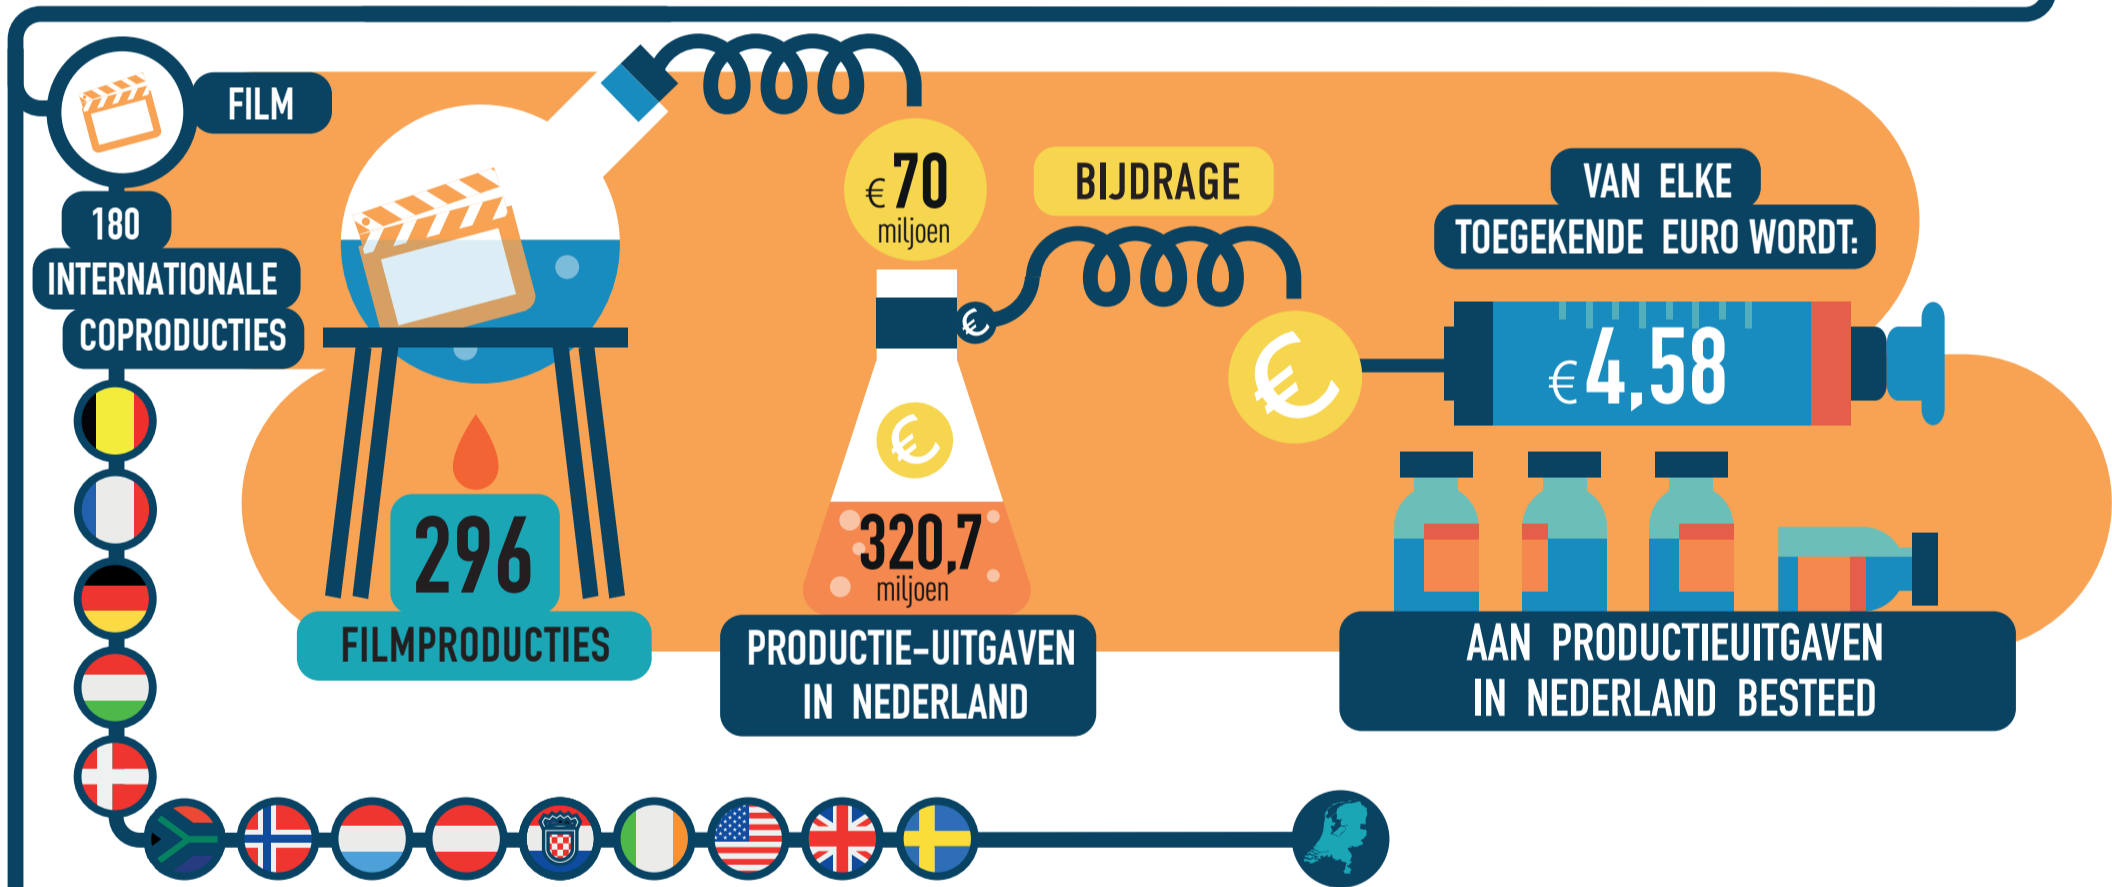 FILM
180
INTERNATIONALE
COPRODUCTIES
296
FILMPRODUCTIES
€ 70
miljoen
BIJDRAGE
€
€
€
320,7
miljoen
PRODUCTIE-UITGAVEN
IN NEDERLAND
VAN ELKE
TOEGEKENDE EURO WORDT:
€ 4,58
AAN PRODUCTIEUITGAVEN
IN NEDERLAND BESTEED